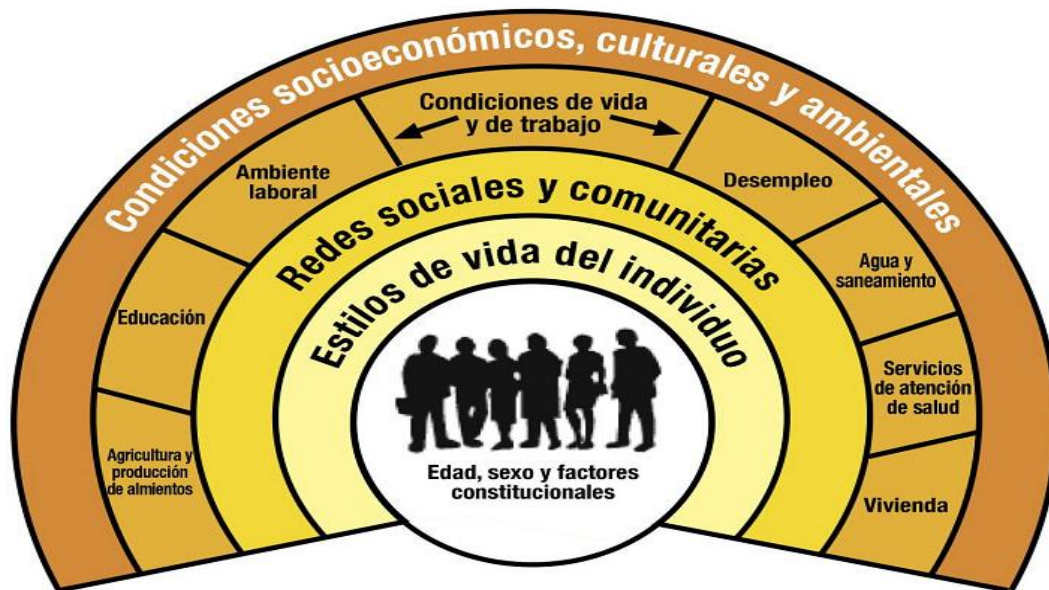 Condiciones socioeconómicos, culturales y ambientales
Condiciones de vida
y de trabajo
Ambiente
laboral
Desempleo
Redes sociales y comunitarias
Agua y
saneamiento
Estilos de vida del individuo
Educación
Servicios
de atención
de salud
Agricultura y
producción
de almientos
Edad, sexo y factores
constitucionales
Vivienda